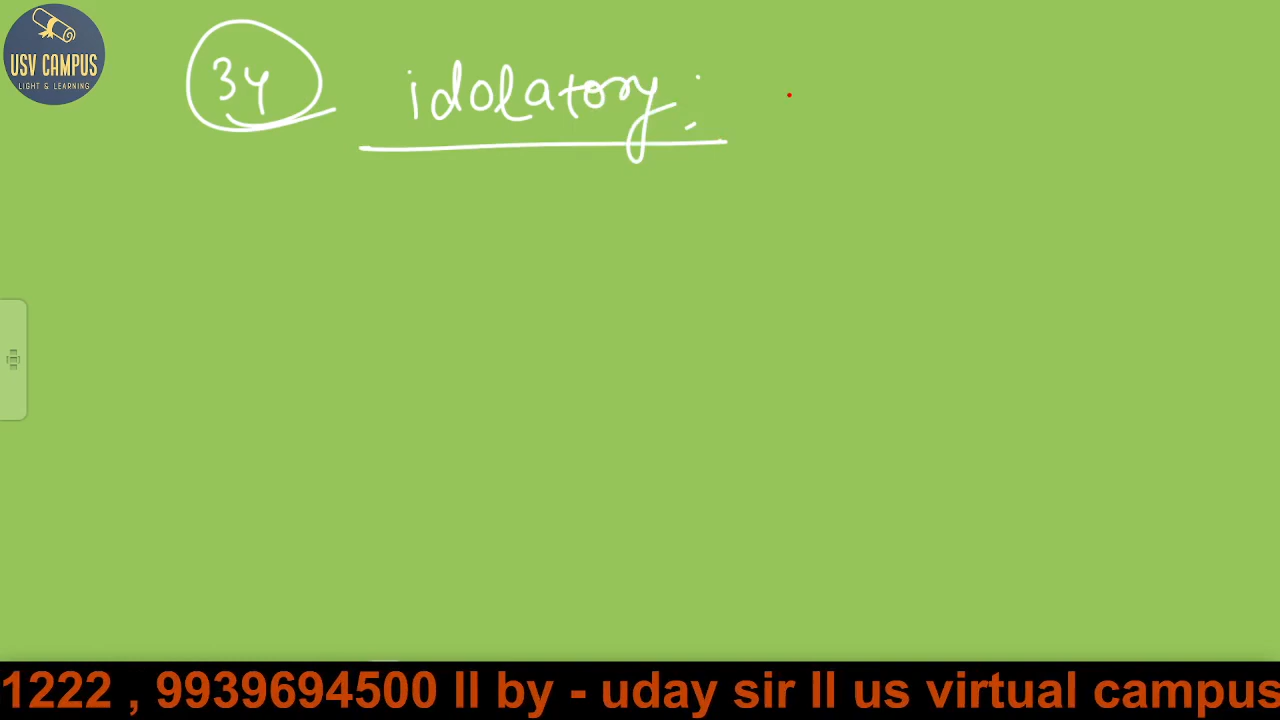 USV CAMPUS
LIGHT & LEARNING
34 idolatory :
1222 , 9939694500 ll by - uday sir ll us virtual campus